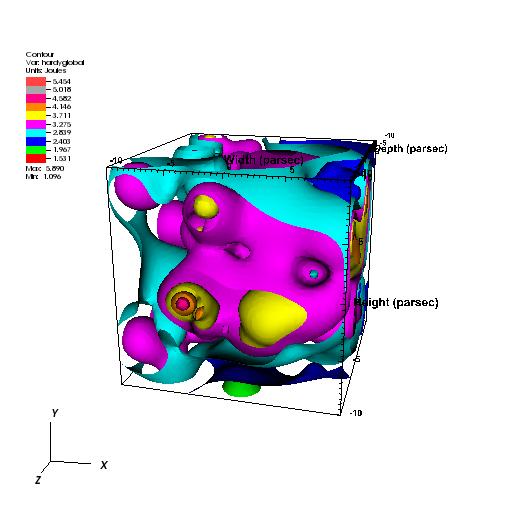 Contour
Var: hardyglobal
Units: Joules
5.454
5.018
4.582
4.146
3.711
3.275
2.839
2.403
1.967
1.531
Max: 5.890
Min: 1.096
-10
-5
Depth (parsec)
-10
-5
Width (parsec)
5
5
Height (parsec)
-5
-10
Y
X
Z